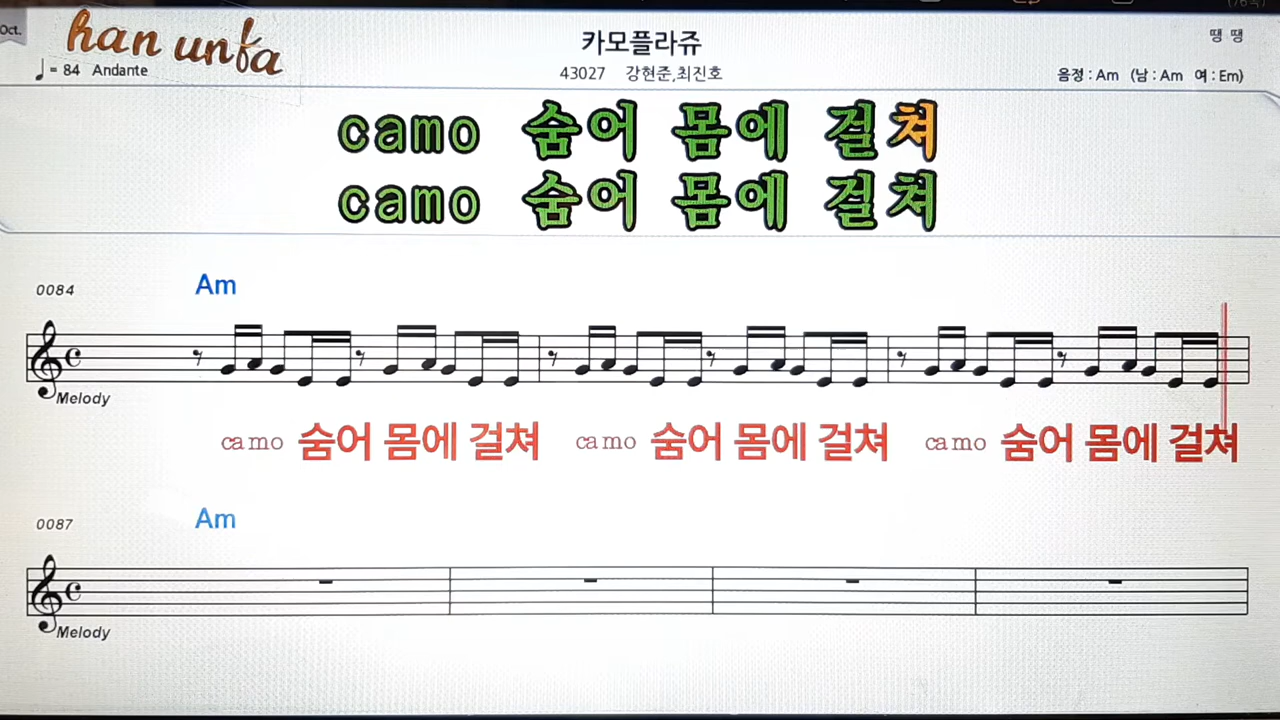 Oct.
han unfa
카모플라쥬
땡 땡
♩= 84 Andante
43027 강현준,최진호
음정 : Am (남 : Am 여 : Em)
camo 숨어 몸에 걸쳐
camo 숨어 몸에 걸쳐
0084 Am
Melody
camo 숨어 몸에 걸쳐 camo 숨어 몸에 걸쳐 camo 숨어 몸에 걸쳐
0087 Am
Melody